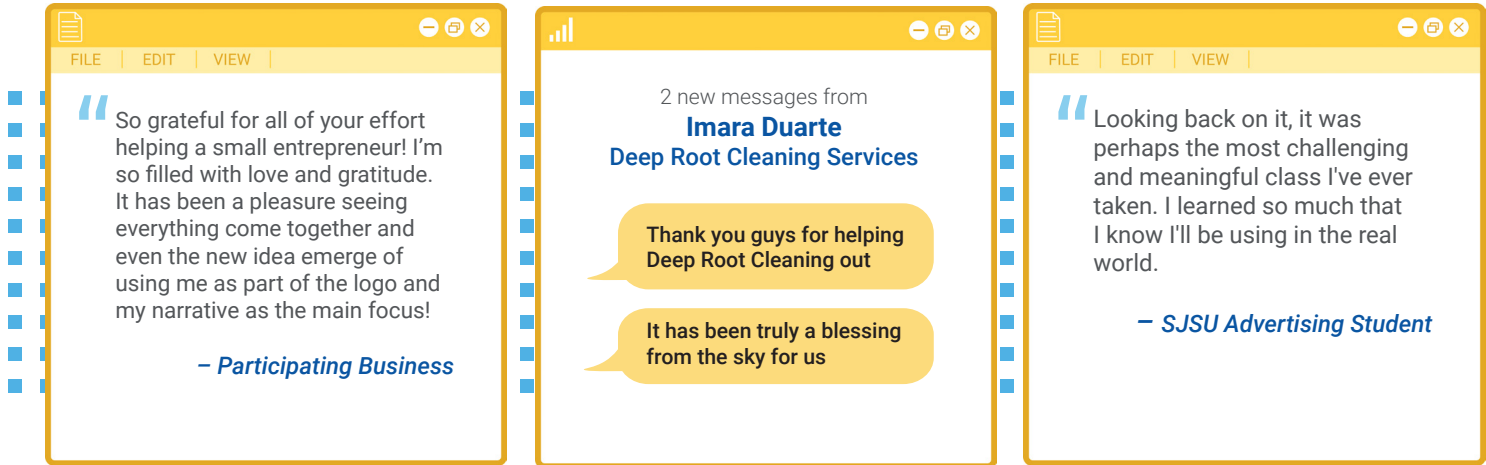 FILE EDIT VIEW
“
So grateful for all of your effort
helping a small entrepreneur! I’m
so filled with love and gratitude.
It has been a pleasure seeing
everything come together and
even the new idea emerge of
using me as part of the logo and
my narrative as the main focus!
– Participating Business
2 new messages from
Imara Duarte
Deep Root Cleaning Services
Thank you guys for helping
Deep Root Cleaning out
It has been truly a blessing
from the sky for us
FILE EDIT VIEW
“
Looking back on it, it was
perhaps the most challenging
and meaningful class I've ever
taken. I learned so much that
I know I'll be using in the real
world.
– SJSU Advertising Student